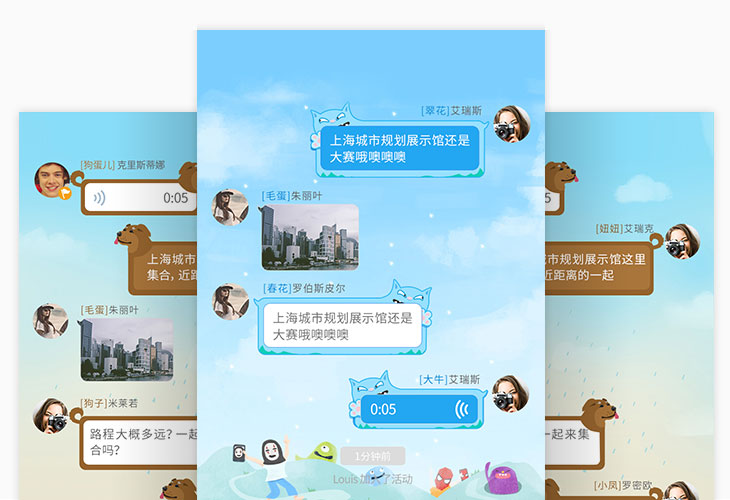 [翠花]艾瑞斯
上海城市规划展示馆还是
大赛哦噢噢噢
[毛蛋]朱丽叶
[春花]罗伯斯皮尔
上海城市规划展示馆还是
大赛哦噢噢噢
[大牛]艾瑞斯
0:05
1分钟前
Louis 加入了活动
[狗蛋儿]克里斯蒂娜
0:05
上海城
集合，近距
[毛蛋]朱丽叶
[狗子]米莱若
路程大概多远？一起
合吗？
5
[妞妞]艾瑞克
市规划展示馆这里
近距离的一起
一起来集
[小凤]罗密欧